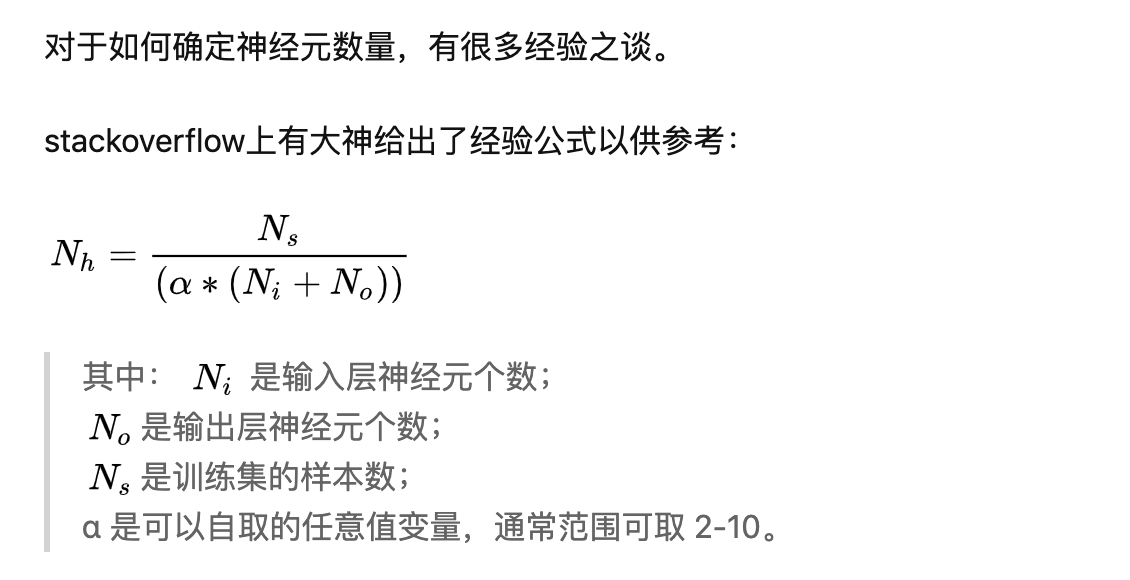 对于如何确定神经元数量，有很多经验之谈。
stackoverflow上有大神给出了经验公式以供参考：
N_h = \frac{N_s}{(α * (N_i + N_o))}
其中： N_i 是输入层神经元个数；
N_o 是输出层神经元个数；
N_s 是训练集的样本数；
α 是可以自取的任意值变量，通常范围可取 2-10。